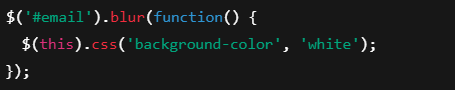 $('#email').blur(function() {
  $(this).css('background-color', 'white');
});